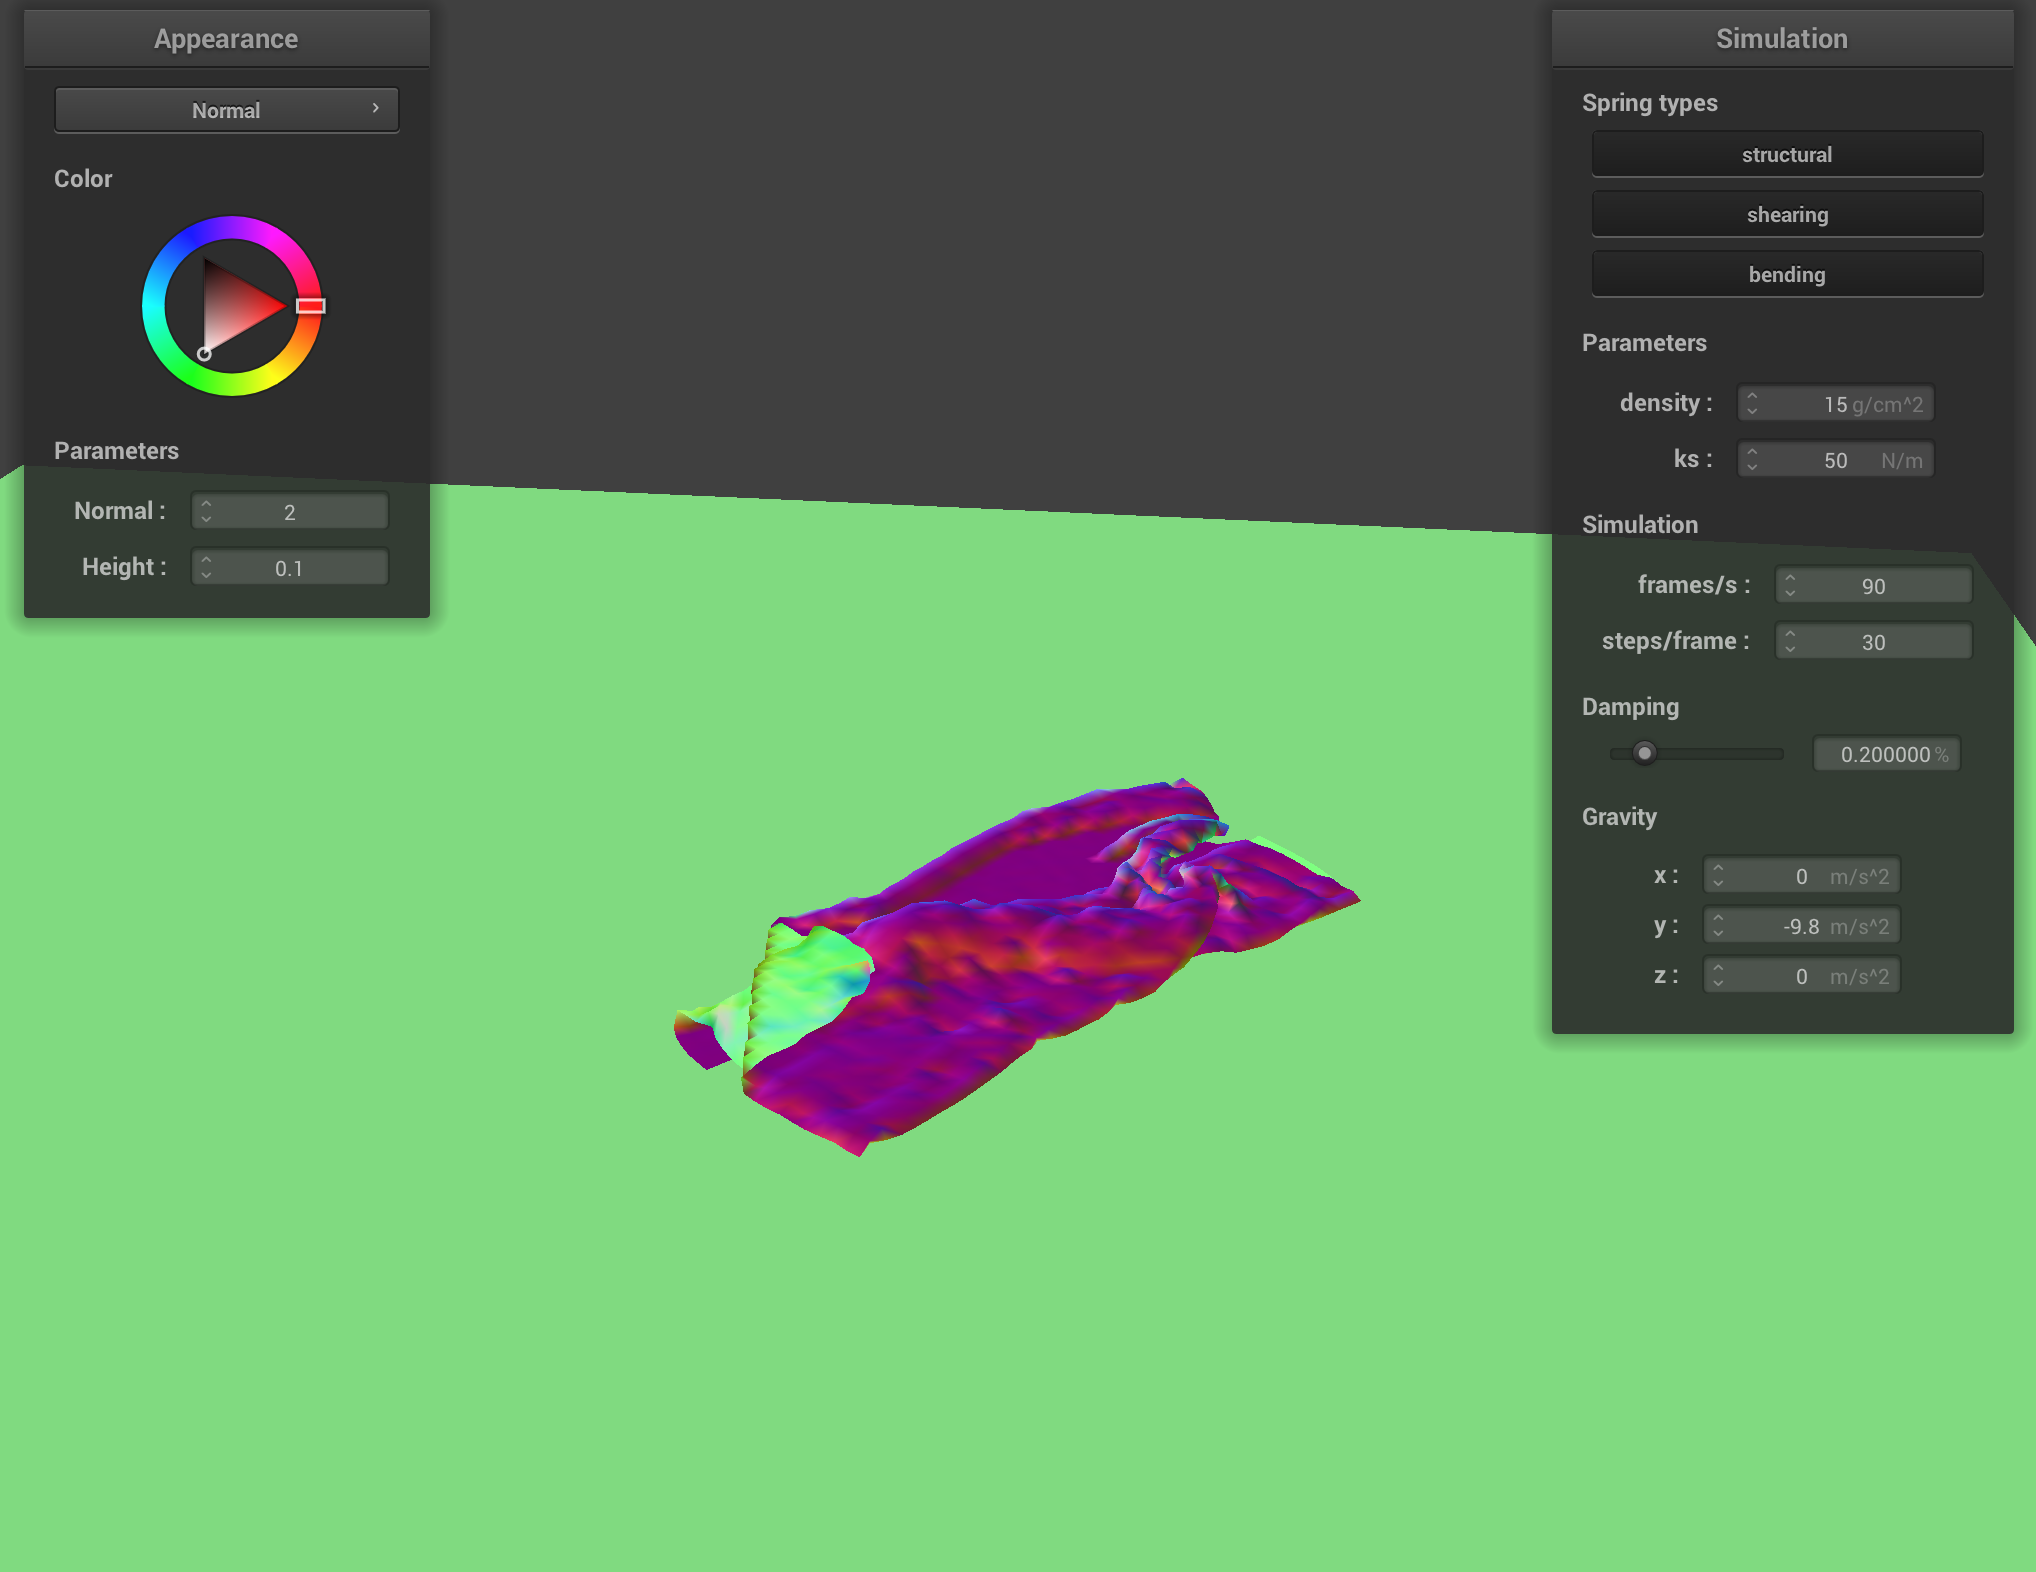 Appearance
Normal
Color
Parameters
Normal : 2
Height : 0.1
Simulation
Spring types
structural
shearing
bending
Parameters
density : 15 g/cm^2
ks : 50 N/m
Simulation
frames/s : 90
steps/frame : 30
Damping
0.200000 %
Gravity
x : 0 m/s^2
y : -9.8 m/s^2
z : 0 m/s^2